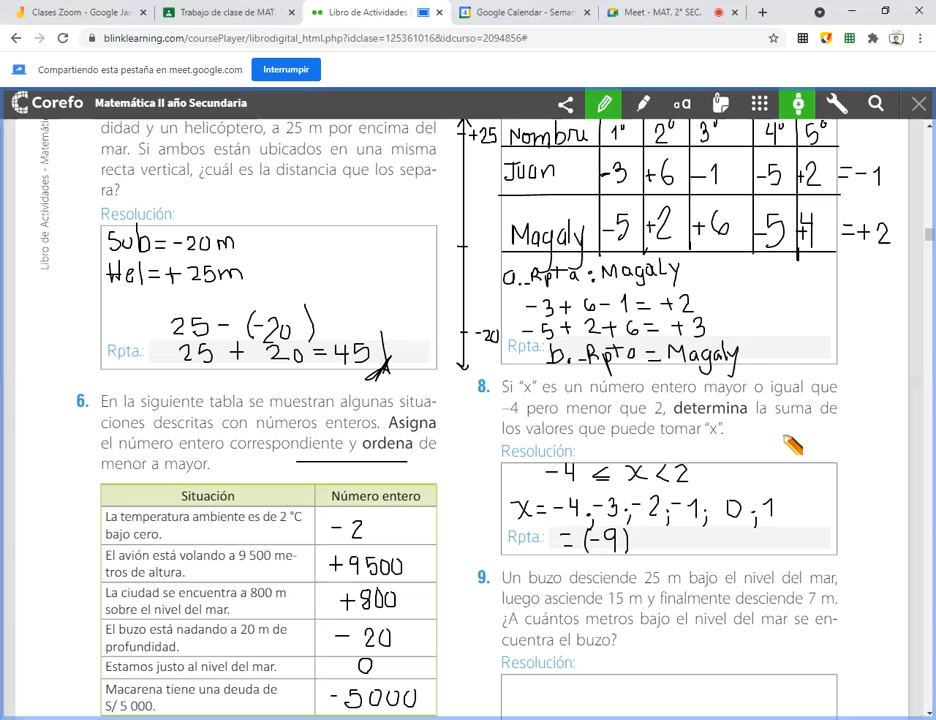 Clases Zoom - Google Jan
Trabajo de clase de MAT.
Libro de Actividades
Google Calendar - Seman
Meet - MAT. 2° SEC.
blinklearning.com/coursePlayer/librodigital_html.php?idclase=125361016&idcurso=2094856#
Compartiendo esta pestaña en meet.google.com
Interrumpir
Corefo
Matemática II año Secundaria
aa
Libro de Actividades - Matemátic
didad y un helicóptero, a 25 m por encima del
mar. Si ambos están ubicados en una misma
recta vertical, ¿cuál es la distancia que los sepa-
ra?
Resolución:
Sub = -20 m
Hel = + 25m
25 - (-20)
Rpta.: 25 + 20 = 45
6. En la siguiente tabla se muestran algunas situa-
ciones descritas con números enteros. Asigna
el número entero correspondiente y ordena de
menor a mayor.
Situación Número entero
La temperatura ambiente es de 2 °C
bajo cero.
- 2
El avión está volando a 9 500 me-
tros de altura.
+9500
La ciudad se encuentra a 800 m
sobre el nivel del mar.
+800
El buzo está nadando a 20 m de
profundidad.
- 20
Estamos justo al nivel del mar.
0
Macarena tiene una deuda de
S/ 5 000.
-5000
+25
-20
Nombru 1° 2° 3° 4° 5°
Juan -3 +6 -1 -5 +2 = -1
Magaly -5 +2 +6 -5 +4 = +2
a.- Rpta : Magaly
-3 + 6 - 1 = +2
-5 + 2 + 6 = +3
Rpta.: b.- Rpta = Magaly
8. Si "x" es un número entero mayor o igual que
–4 pero menor que 2, determina la suma de
los valores que puede tomar "x".
Resolución:
-4 ≤ x < 2
x = -4; -3; -2; -1; 0; 1
Rpta.: = (-9)
9. Un buzo desciende 25 m bajo el nivel del mar,
luego asciende 15 m y finalmente desciende 7 m.
¿A cuántos metros bajo el nivel del mar se en-
cuentra el buzo?
Resolución: